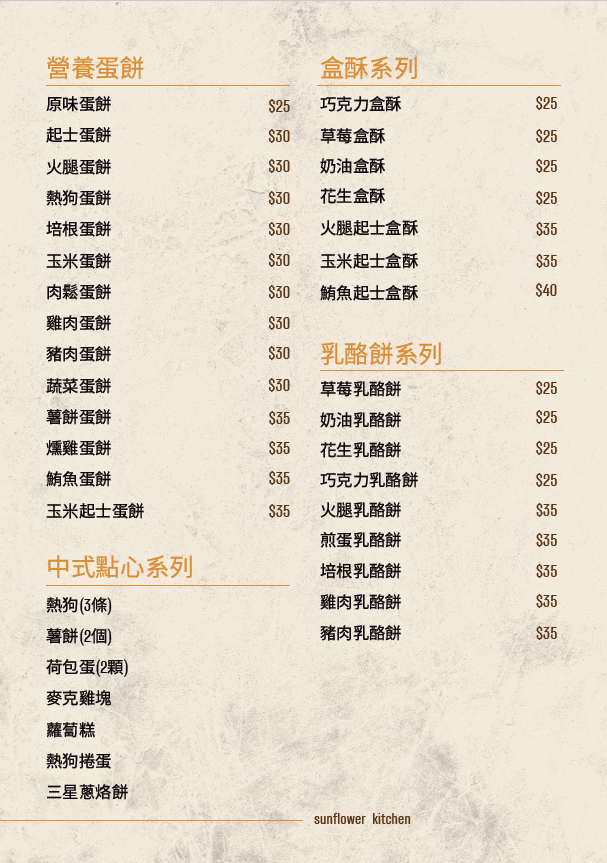 營養蛋餅
原味蛋餅 $25
起士蛋餅 $30
火腿蛋餅 $30
熱狗蛋餅 $30
培根蛋餅 $30
玉米蛋餅 $30
肉鬆蛋餅 $30
雞肉蛋餅 $30
豬肉蛋餅 $30
蔬菜蛋餅 $30
薯餅蛋餅 $35
燻雞蛋餅 $35
鮪魚蛋餅 $35
玉米起士蛋餅 $35
中式點心系列
熱狗(3條)
薯餅(2個)
荷包蛋(2顆)
麥克雞塊
蘿蔔糕
熱狗捲蛋
三星蔥烙餅
盒酥系列
巧克力盒酥 $25
草莓盒酥 $25
奶油盒酥 $25
花生盒酥 $25
火腿起士盒酥 $35
玉米起士盒酥 $35
鮪魚起士盒酥 $40
乳酪餅系列
草莓乳酪餅 $25
奶油乳酪餅 $25
花生乳酪餅 $25
巧克力乳酪餅 $25
火腿乳酪餅 $35
煎蛋乳酪餅 $35
培根乳酪餅 $35
雞肉乳酪餅 $35
豬肉乳酪餅 $35
sunflower kitchen